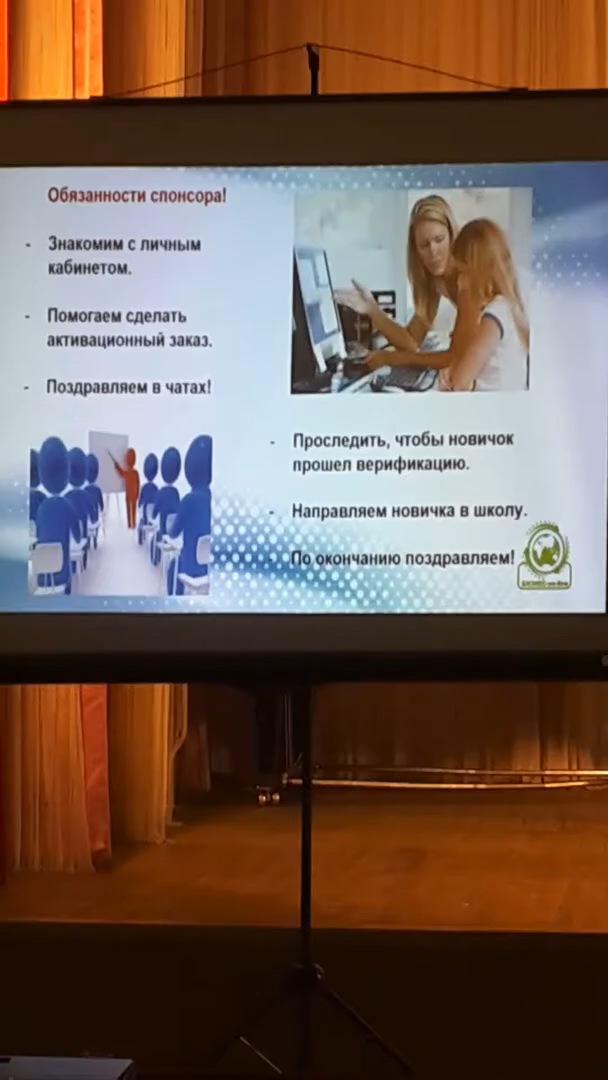 Обязанности спонсора!
- Знакомим с личным
кабинетом.
- Помогаем сделать
активационный заказ.
- Поздравляем в чатах!
- Проследить, чтобы новичок
прошел верификацию.
- Направляем новичка в школу.
- По окончанию поздравляем!